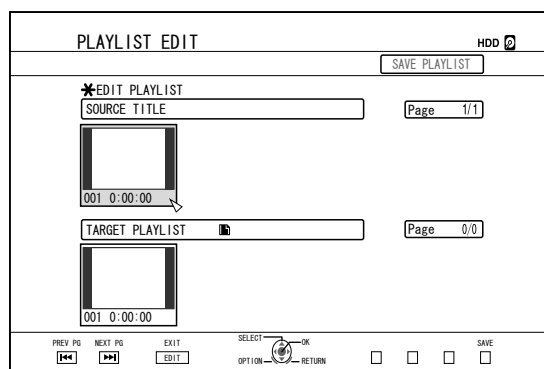 PLAYLIST EDIT
HDD
SAVE PLAYLIST
EDIT PLAYLIST
SOURCE TITLE
Page 1/1
001 0:00:00
TARGET PLAYLIST
Page 0/0
001 0:00:00
PREV PG NEXT PG EXIT SELECT OK SAVE
EDIT OPTION RETURN